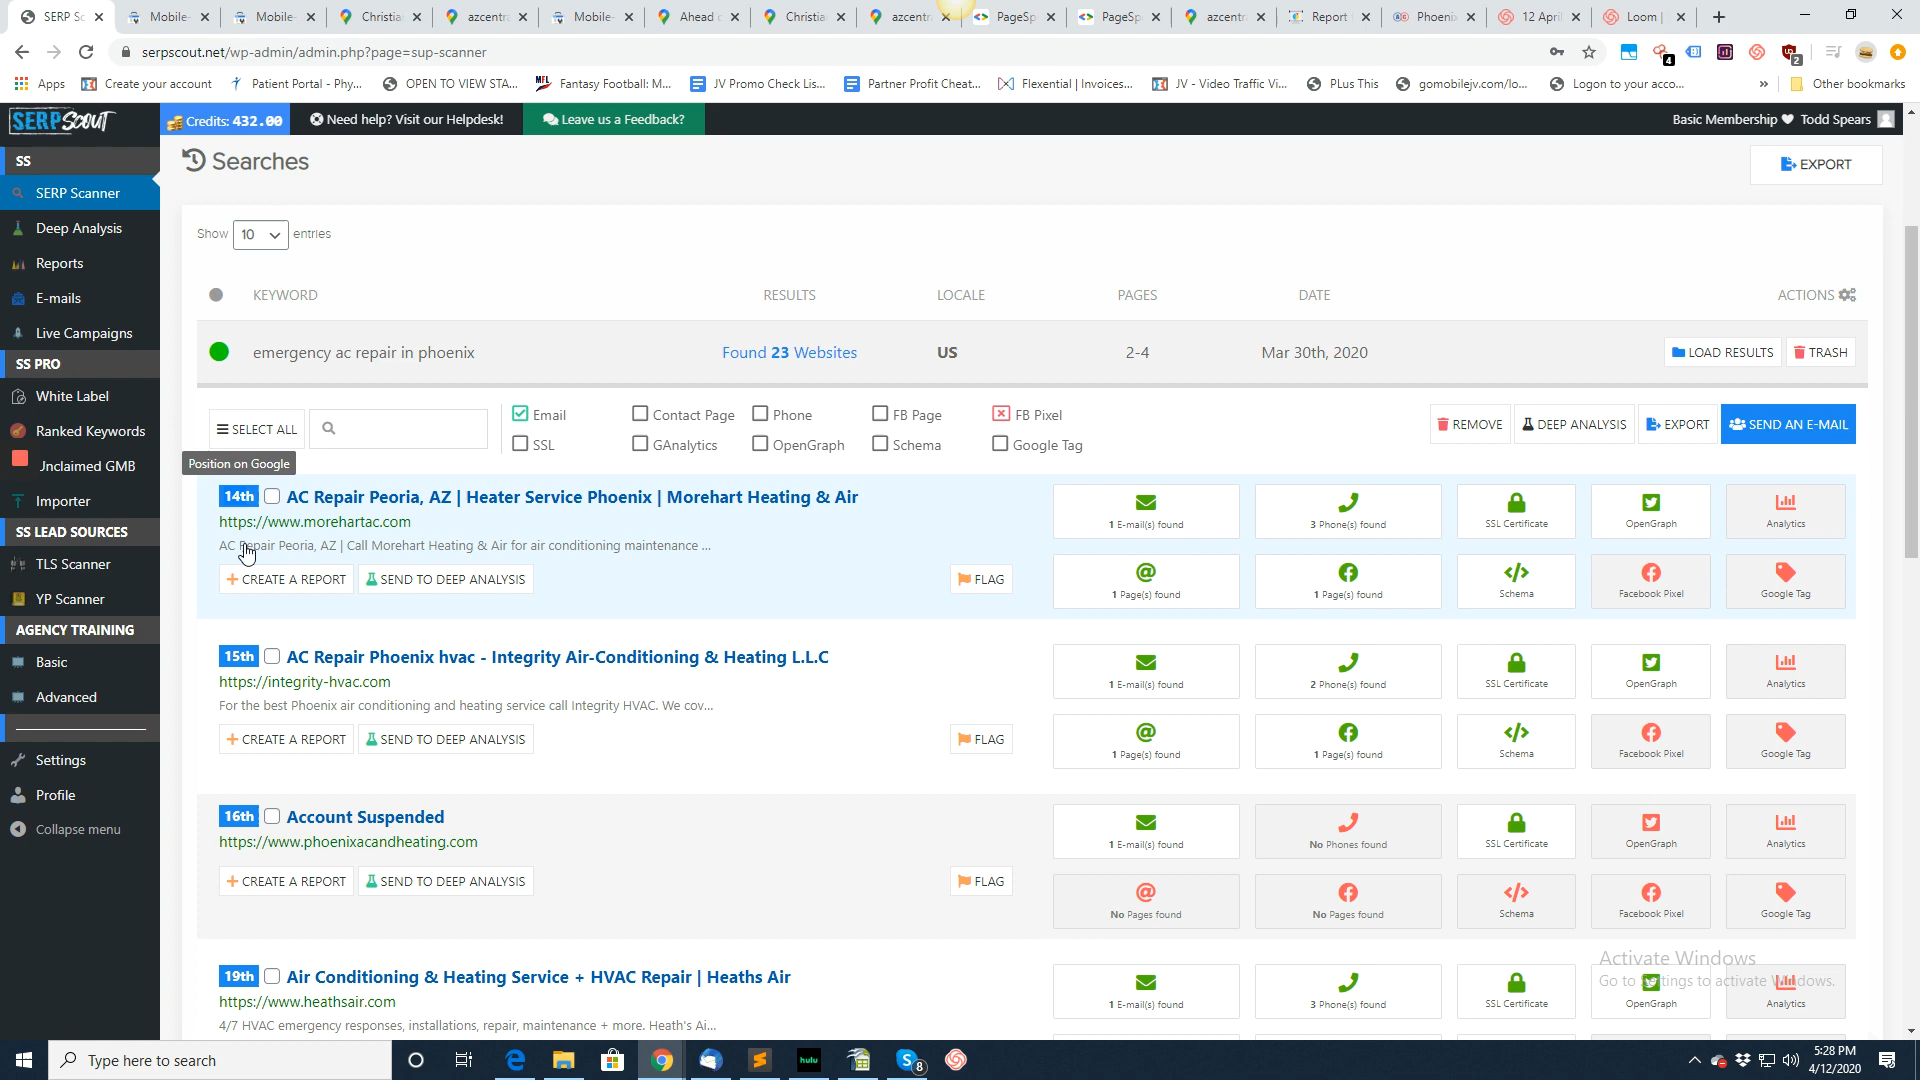 SERP Sc
Mobile-
Mobile-
Christia
azcentr
Mobile-
Ahead o
Christia
azcentr
PageSp
PageSp
azcentr
Report
Phoeni
12 April
Loom |
serpscout.net/wp-admin/admin.php?page=sup-scanner
4
2
Apps
Create your account
Patient Portal - Phy...
OPEN TO VIEW STA...
Fantasy Football: M...
JV Promo Check Lis...
Partner Profit Cheat...
Flexential | Invoices...
JV - Video Traffic Vi...
Plus This
gomobilejv.com/lo...
Logon to your acco...
»
Other bookmarks
SERPScout
Credits: 432.00
Need help? Visit our Helpdesk!
Leave us a Feedback?
Basic Membership
Todd Spears
SS
SERP Scanner
Deep Analysis
Reports
E-mails
Live Campaigns
SS PRO
White Label
Ranked Keywords
Jnclaimed GMB
Importer
SS LEAD SOURCES
TLS Scanner
YP Scanner
AGENCY TRAINING
Basic
Advanced
Settings
Profile
Collapse menu
Searches
EXPORT
Show 10 entries
KEYWORD RESULTS LOCALE PAGES DATE ACTIONS
emergency ac repair in phoenix Found 23 Websites US 2-4 Mar 30th, 2020 LOAD RESULTS TRASH
SELECT ALL
Email Contact Page Phone FB Page FB Pixel
SSL GAnalytics OpenGraph Schema Google Tag
REMOVE DEEP ANALYSIS EXPORT SEND AN E-MAIL
Position on Google
14th AC Repair Peoria, AZ | Heater Service Phoenix | Morehart Heating & Air
https://www.morehartac.com
AC Repair Peoria, AZ | Call Morehart Heating & Air for air conditioning maintenance ...
CREATE A REPORT SEND TO DEEP ANALYSIS FLAG
1 E-mail(s) found 3 Phone(s) found SSL Certificate OpenGraph Analytics
1 Page(s) found 1 Page(s) found Schema Facebook Pixel Google Tag
15th AC Repair Phoenix hvac - Integrity Air-Conditioning & Heating L.L.C
https://integrity-hvac.com
For the best Phoenix air conditioning and heating service call Integrity HVAC. We cov...
CREATE A REPORT SEND TO DEEP ANALYSIS FLAG
1 E-mail(s) found 2 Phone(s) found SSL Certificate OpenGraph Analytics
1 Page(s) found 1 Page(s) found Schema Facebook Pixel Google Tag
16th Account Suspended
https://www.phoenixacandheating.com
CREATE A REPORT SEND TO DEEP ANALYSIS FLAG
1 E-mail(s) found No Phones found SSL Certificate OpenGraph Analytics
No Pages found No Pages found Schema Facebook Pixel Google Tag
19th Air Conditioning & Heating Service + HVAC Repair | Heaths Air
https://www.heathsair.com
4/7 HVAC emergency responses, installations, repair, maintenance + more. Heath's Ai...
1 E-mail(s) found 3 Phone(s) found SSL Certificate OpenGraph Analytics
Activate Windows
Go to Settings to activate Windows.
Type here to search
hulu
8
5:28 PM
4/12/2020